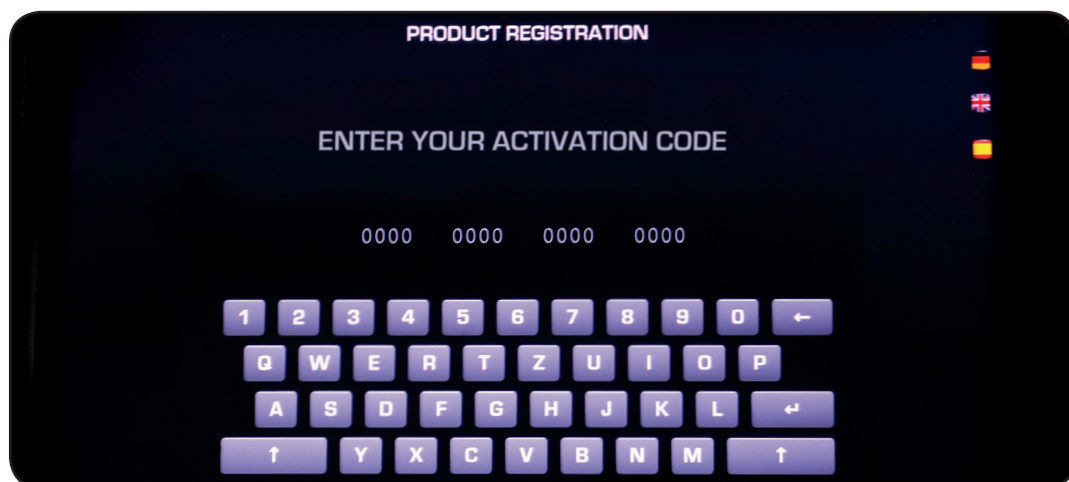 PRODUCT REGISTRATION
ENTER YOUR ACTIVATION CODE
0000 0000 0000 0000
1 2 3 4 5 6 7 8 9 0 ←
Q W E R T Z U I O P
A S D F G H J K L ↵
↑ Y X C V B N M ↑